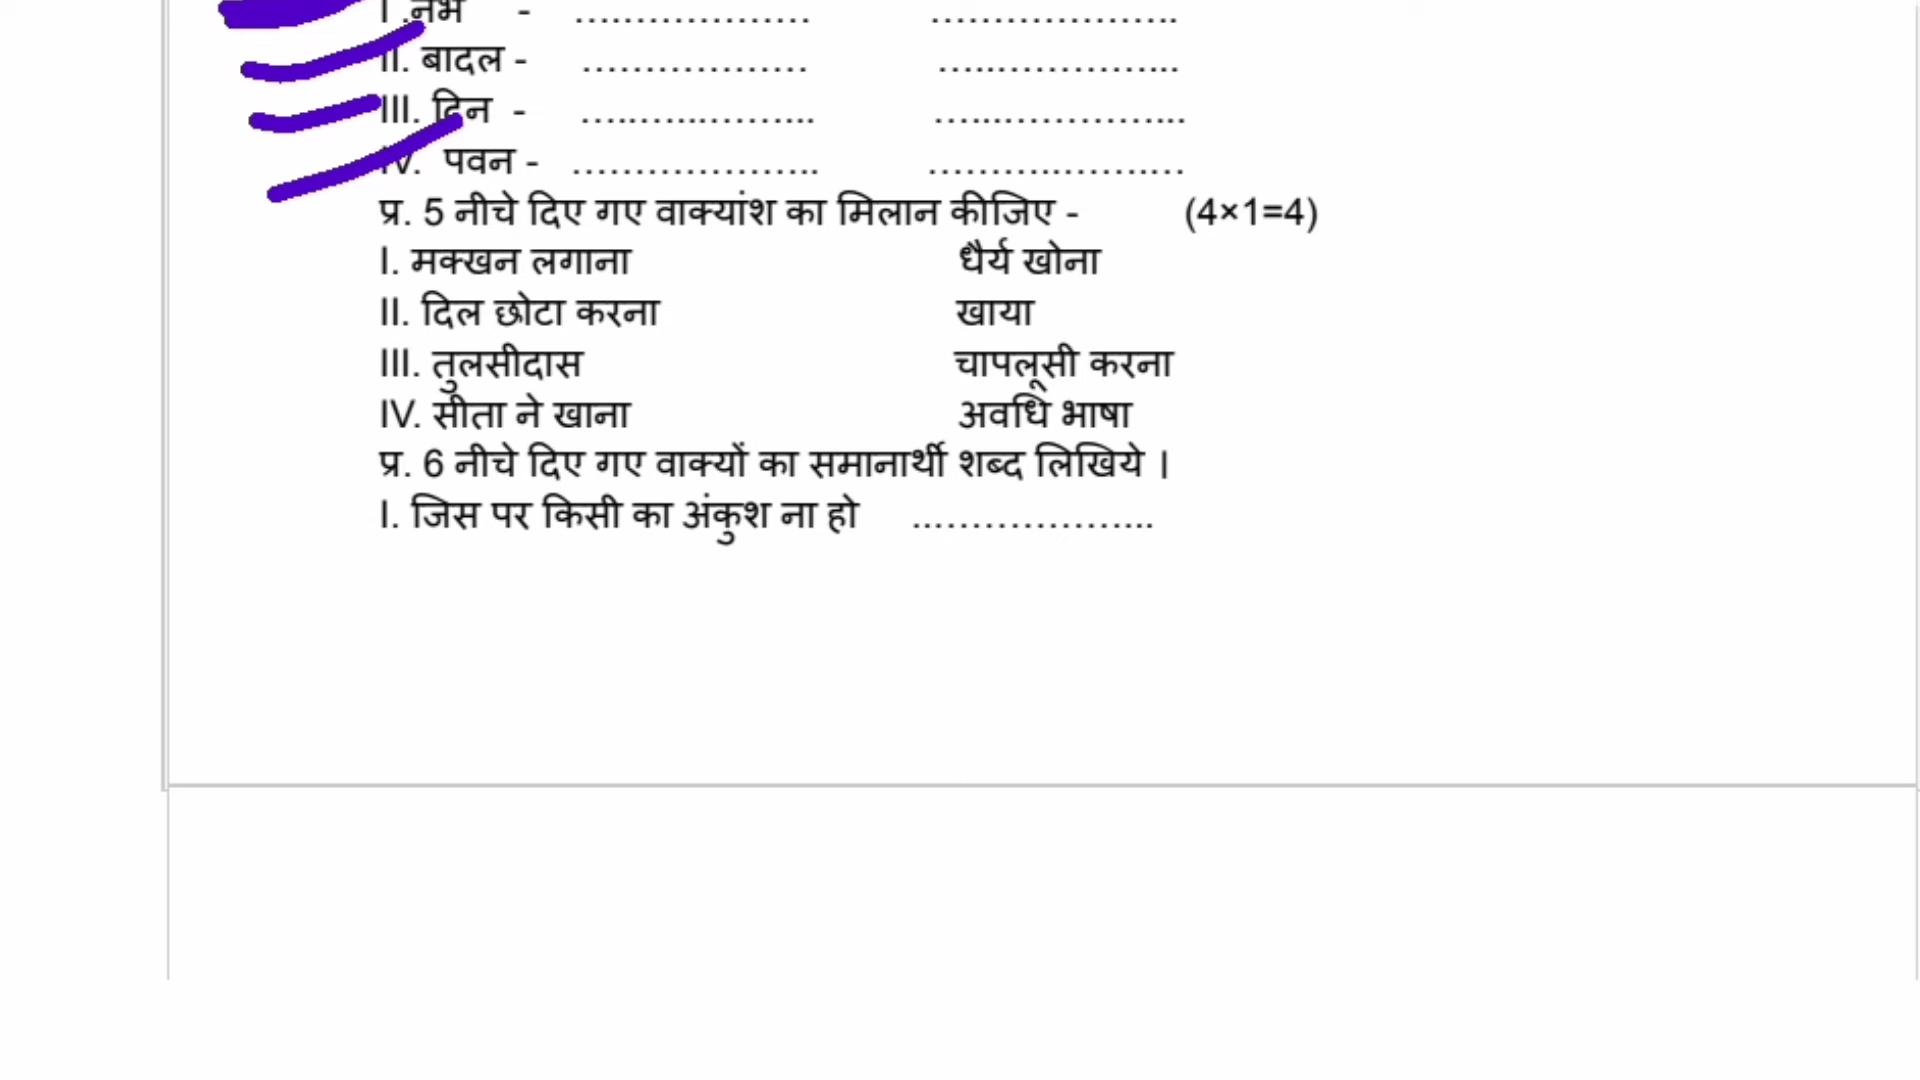 I .नभ - ………………… …………………
II. बादल - ……………… …………………
III. दिन - ………………… …………………
IV. पवन - ………………… …………………
प्र. 5 नीचे दिए गए वाक्यांश का मिलान कीजिए - (4×1=4)
I. मक्खन लगाना धैर्य खोना
II. दिल छोटा करना खाया
III. तुलसीदास चापलूसी करना
IV. सीता ने खाना अवधि भाषा
प्र. 6 नीचे दिए गए वाक्यों का समानार्थी शब्द लिखिये ।
I. जिस पर किसी का अंकुश ना हो …………………